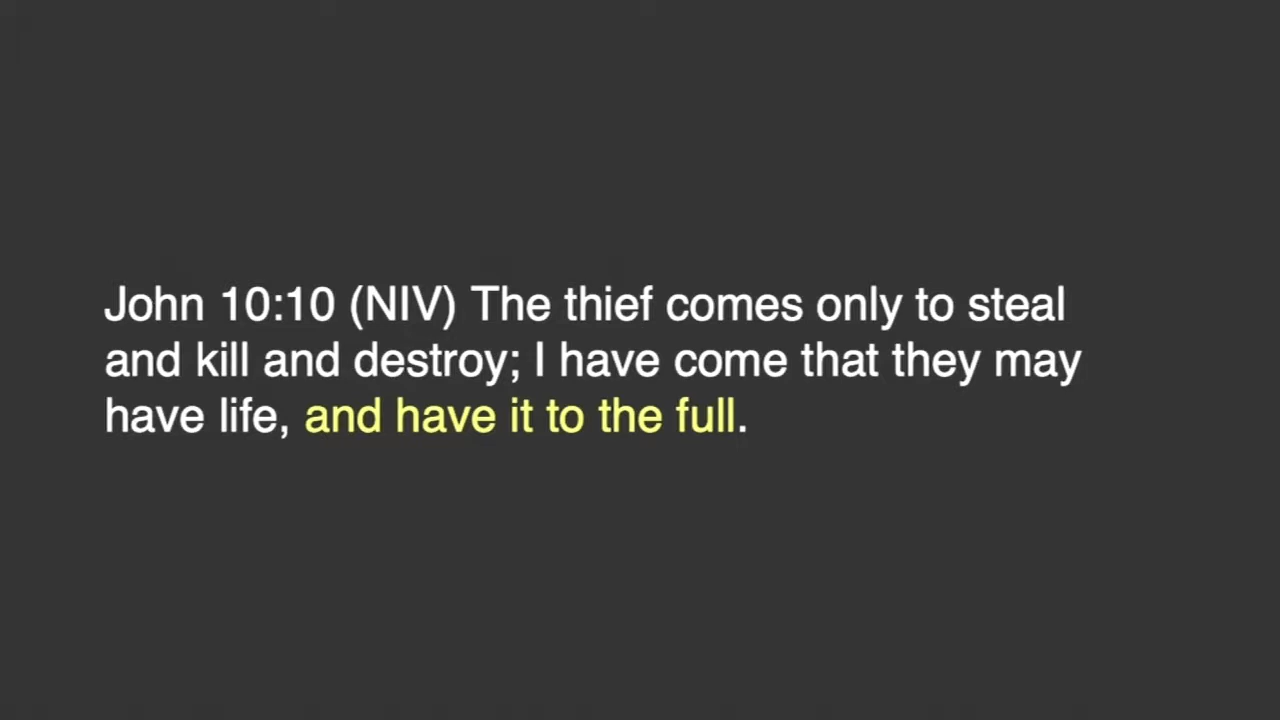 John 10:10 (NIV) The thief comes only to steal
and kill and destroy; I have come that they may
have life, and have it to the full.